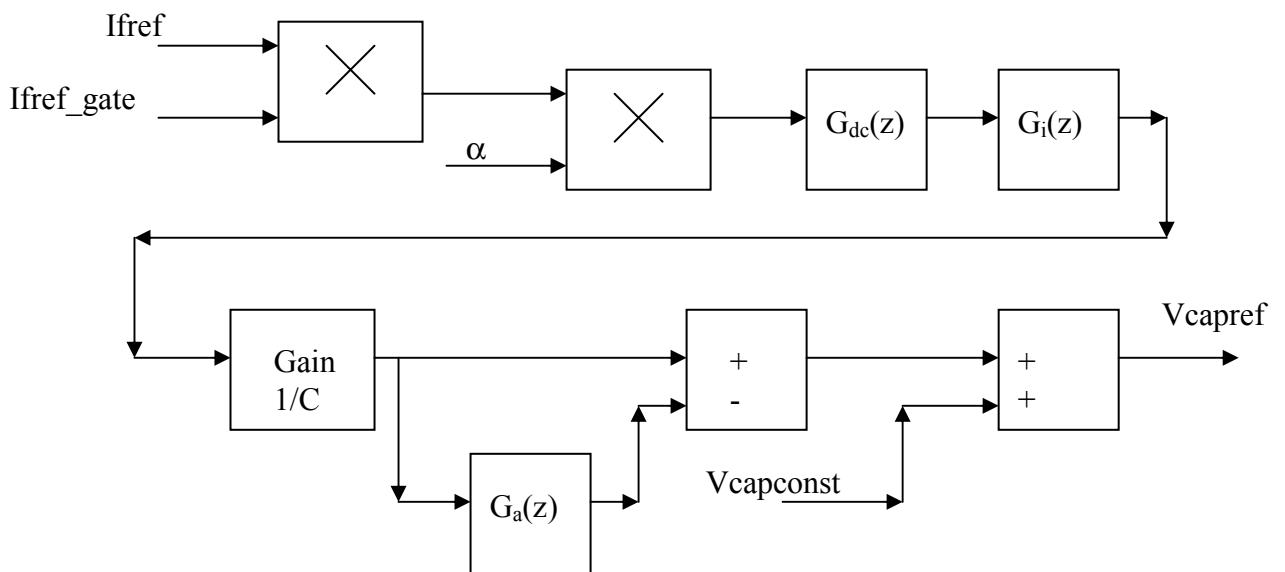 Ifref
Ifref_gate
α
Gdc(z)
Gi(z)
Gain
1/C
+
-
+
+
Vcapref
Ga(z)
Vcapconst